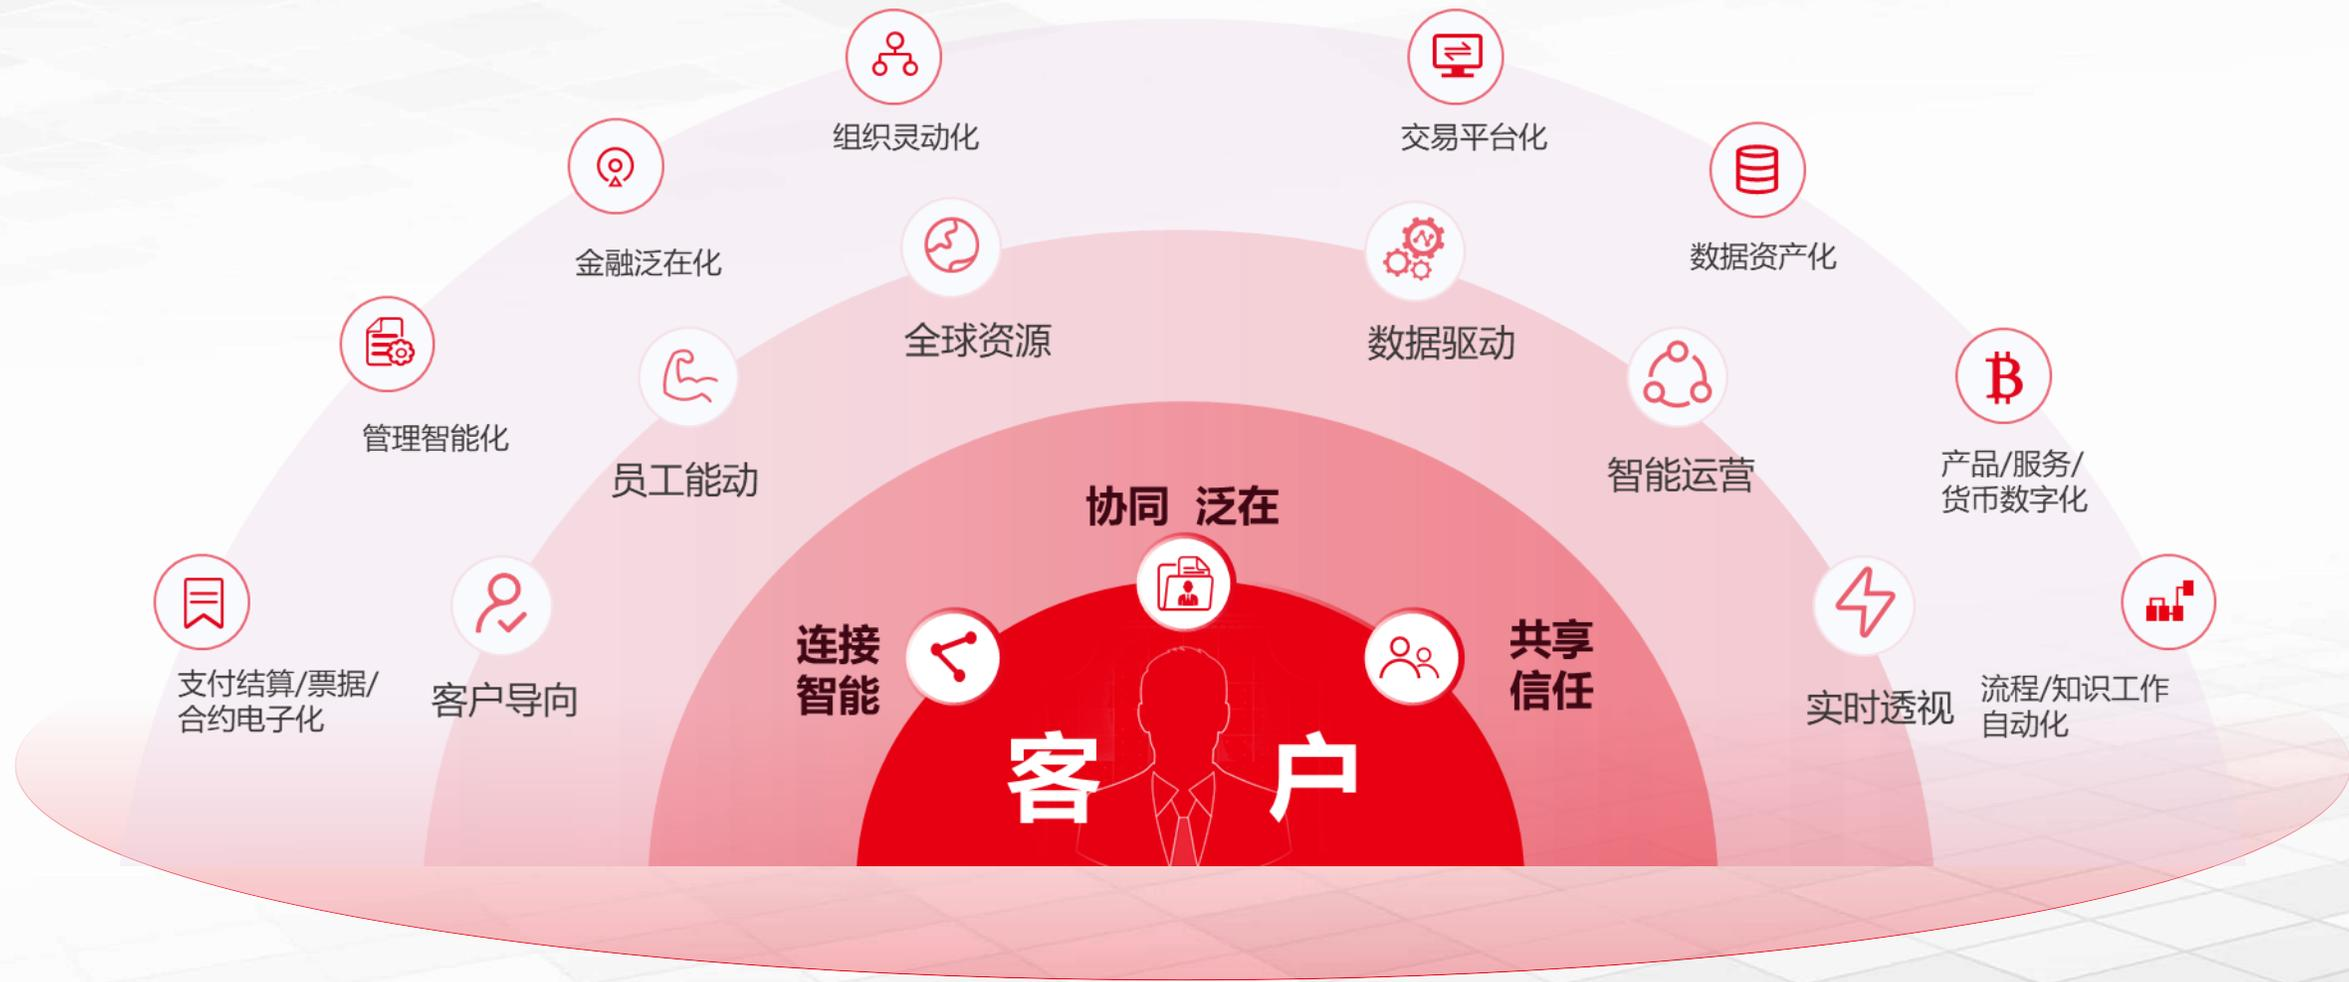 组织灵动化
交易平台化
金融泛在化
数据资产化
管理智能化
产品/服务/
货币数字化
支付结算/票据/
合约电子化
流程/知识工作
自动化
全球资源
数据驱动
员工能动
智能运营
客户导向
实时透视
协同 泛在
连接
智能
共享
信任
客 户